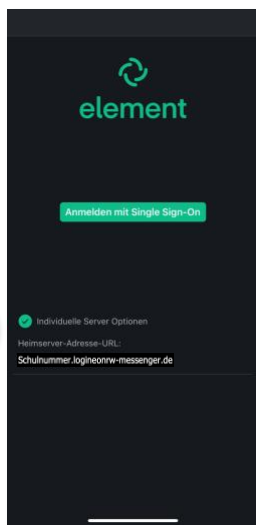 element
Anmelden mit Single Sign-On
Individuelle Server Optionen
Heimserver-Adresse-URL:
Schulnummer.logineonrw-messenger.de